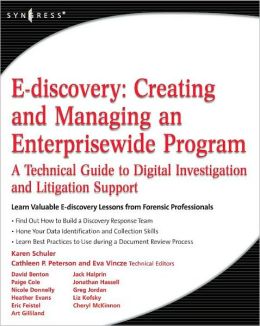 SYNGRESS®
E-discovery: Creating
and Managing an
Enterprisewide Program
A Technical Guide to Digital Investigation
and Litigation Support
Learn Valuable E-discovery Lessons from Forensic Professionals
• Find Out How to Build a Discovery Response Team
• Hone Your Data Identification and Collection Skills
• Learn Best Practices to Use during a Document Review Process
Karen Schuler
Cathleen P. Peterson and Eva Vincze Technical Editors
David Benton
Paige Cole
Nicole Donnelly
Heather Evans
Eric Feistel
Art Gilliland
Jack Halprin
Jonathan Hassell
Greg Jordan
Liz Kofsky
Cheryl McKinnon